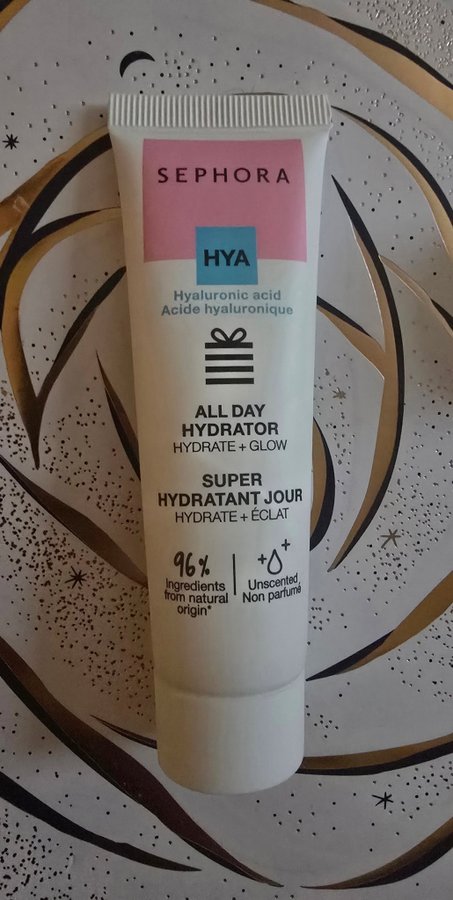 SEPHORA
HYA
Hyaluronic acid
Acide hyaluronique
ALL DAY
HYDRATOR
HYDRATE + GLOW
SUPER
HYDRATANT JOUR
HYDRATE + ÉCLAT
96%
Ingredients
from natural
origin*
Unscented
Non parfumé